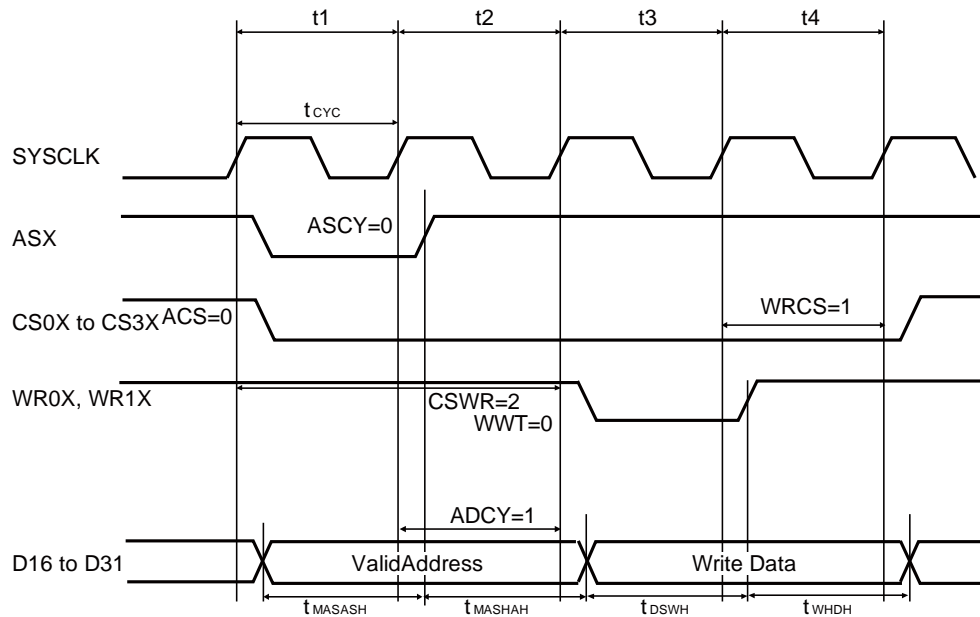 t1 t2 t3 t4
tCYC
SYSCLK
ASCY=0
ASX
WRCS=1
CS0X to CS3X ACS=0
WR0X, WR1X
CSWR=2
WWT=0
ADCY=1
D16 to D31 ValidAddress Write Data
tMASASH tMASHAH tDSWH tWHDH